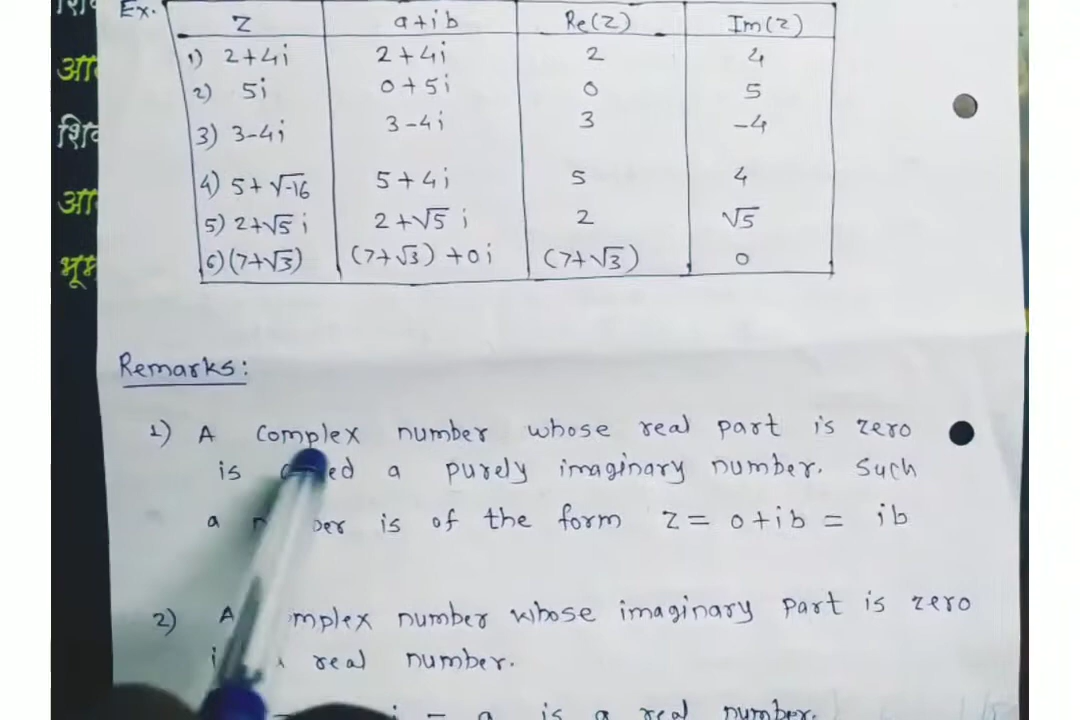 Ex.
Z a+ib Re(Z) Im(Z)
1) 2+4i 2+4i 2 4
2) 5i 0+5i 0 5
3) 3-4i 3-4i 3 -4
4) 5+√-16 5+4i 5 4
5) 2+√5 i 2+√5 i 2 √5
6) (7+√3) (7+√3)+0i (7+√3) 0
Remarks:
1) A complex number whose real part is zero
is a purely imaginary number. Such
a is of the form Z = 0+ib = ib
2) A number whose imaginary part is zero
real number.
is a real number.